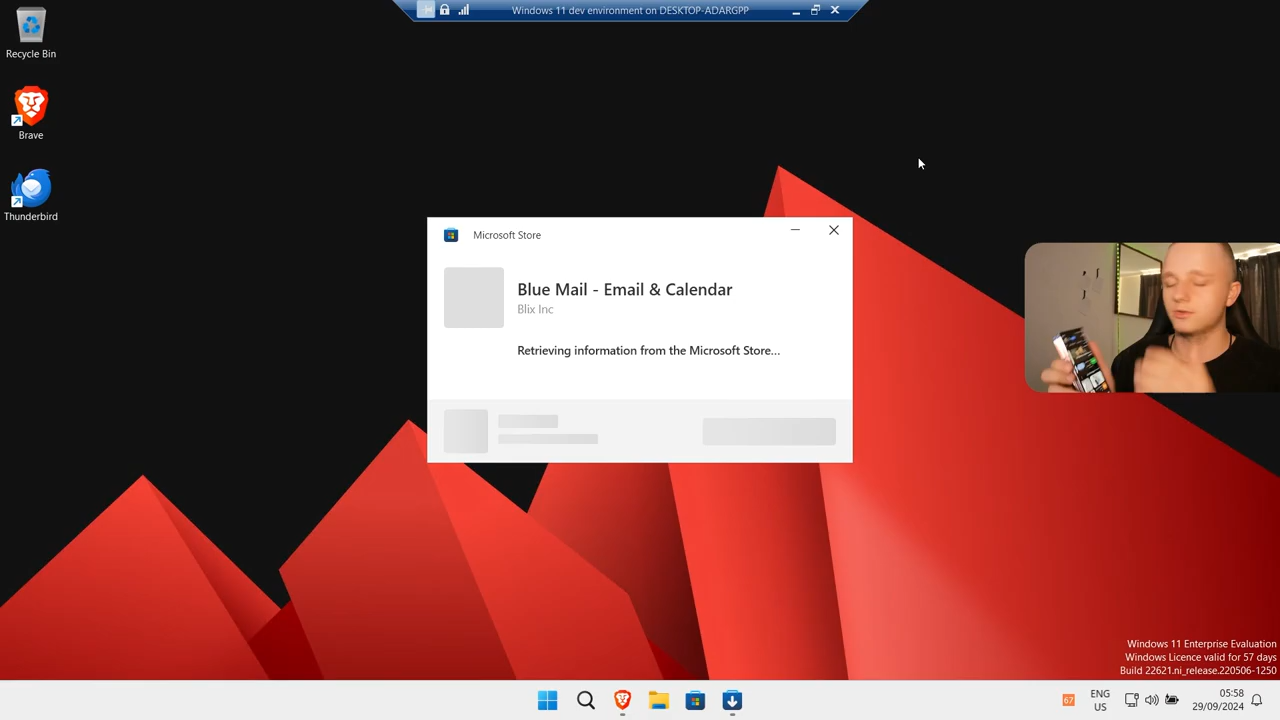 Windows 11 dev environment on DESKTOP-ADARGPP
Recycle Bin
Brave
Thunderbird
Microsoft Store
Blue Mail - Email & Calendar
Blix Inc
Retrieving information from the Microsoft Store...
Windows 11 Enterprise Evaluation
Windows Licence valid for 57 days
Build 22621.ni_release.220506-1250
67
ENG
US
05:58
29/09/2024